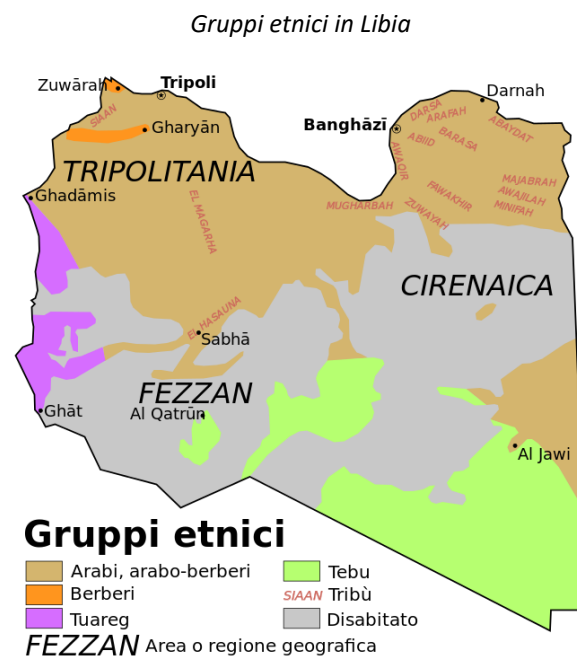 Gruppi etnici in Libia
Zuwārah
Tripoli
SIAAN
Gharyān
TRIPOLITANIA
Ghadāmis
EL MAGARHA
Banghāzī
Darnah
DARSA
ARAFAH
ABAYDAT
ABIID
BARASA
AWAQIR
MUGHARBAH
FAWAKHIR
ZUWAYAH
MAJABRAH
AWAJILAH
MINIFAH
CIRENAICA
EL HASAUNA
Sabhā
FEZZAN
Al Qatrūn
Ghāt
Al Jawi
Gruppi etnici
Arabi, arabo-berberi
Berberi
Tuareg
Tebu
SIAAN Tribù
Disabitato
FEZZAN Area o regione geografica